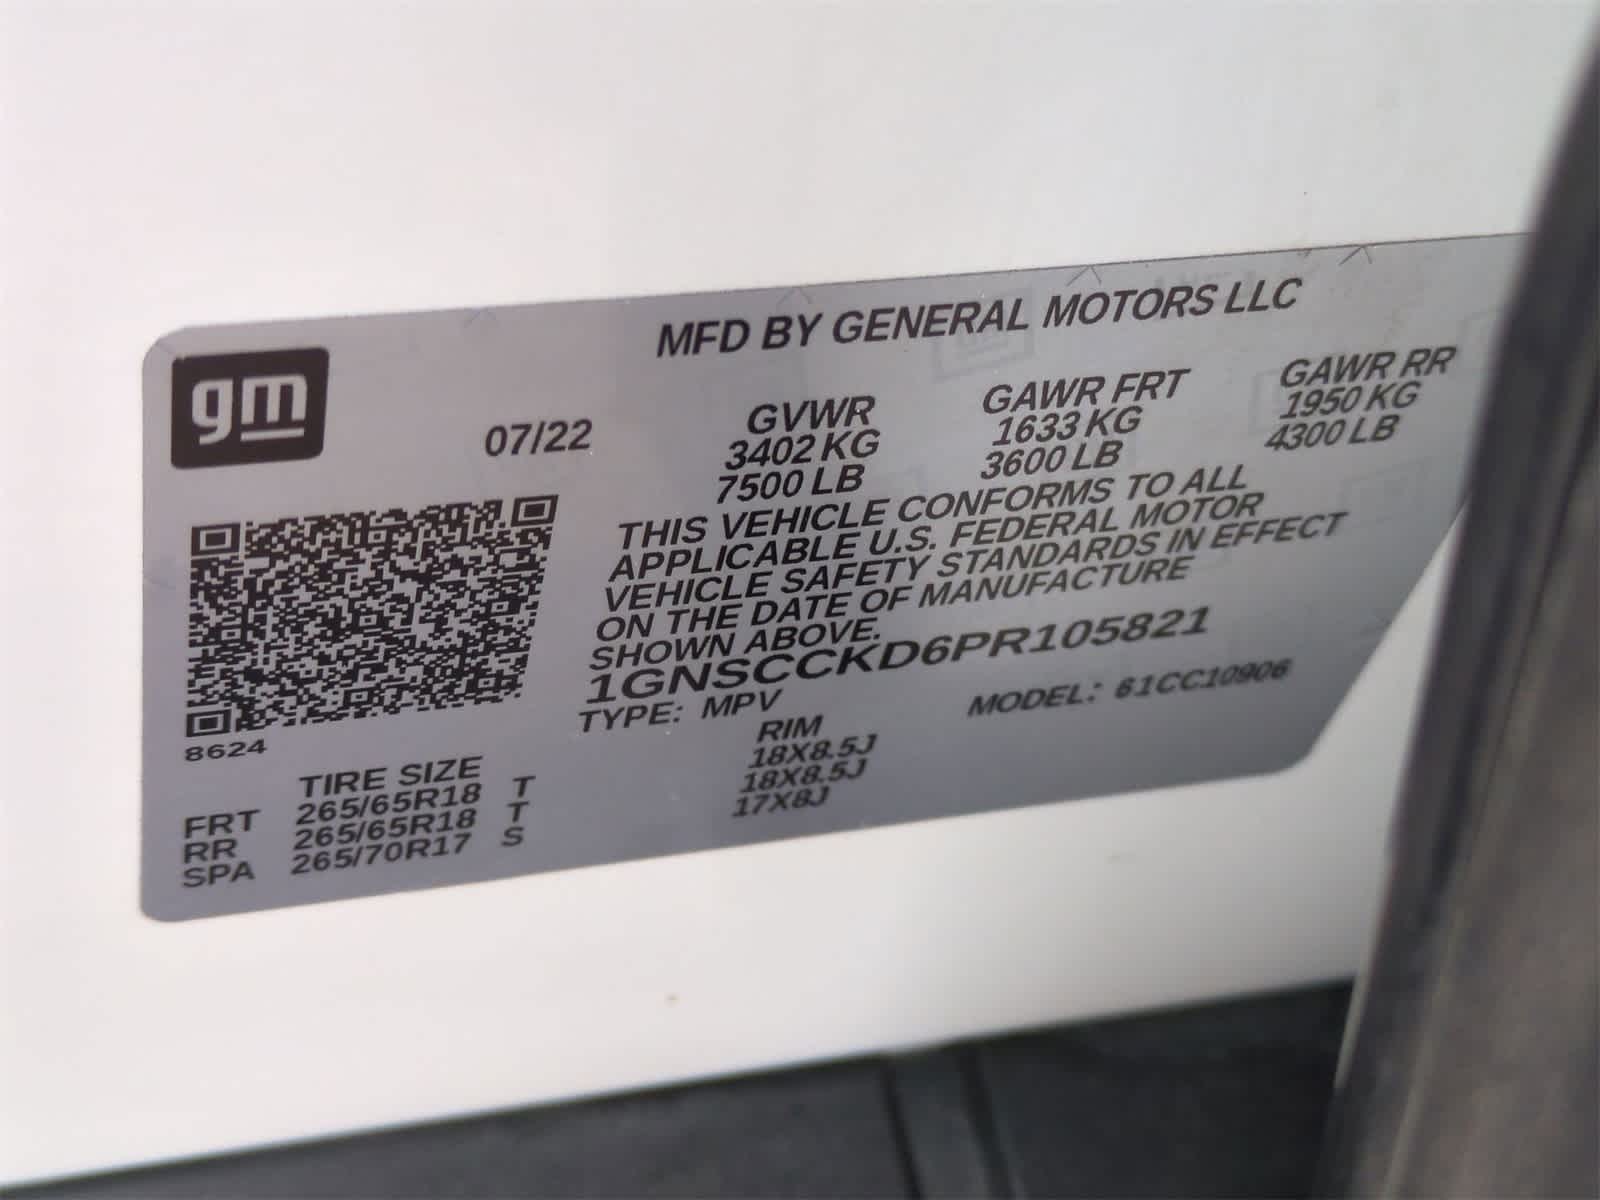 MFD BY GENERAL MOTORS LLC
gm
07/22
GVWR GAWR FRT GAWR RR
3402 KG 1633 KG 1950 KG
7500 LB 3600 LB 4300 LB
THIS VEHICLE CONFORMS TO ALL
APPLICABLE U.S. FEDERAL MOTOR
VEHICLE SAFETY STANDARDS IN EFFECT
ON THE DATE OF MANUFACTURE
SHOWN ABOVE.
1GNSCCKD6PR105821
TYPE: MPV MODEL: 61CC10906
8624
TIRE SIZE RIM
FRT 265/65R18 T 18X8.5J
RR 265/65R18 T 18X8.5J
SPA 265/70R17 S 17X8J